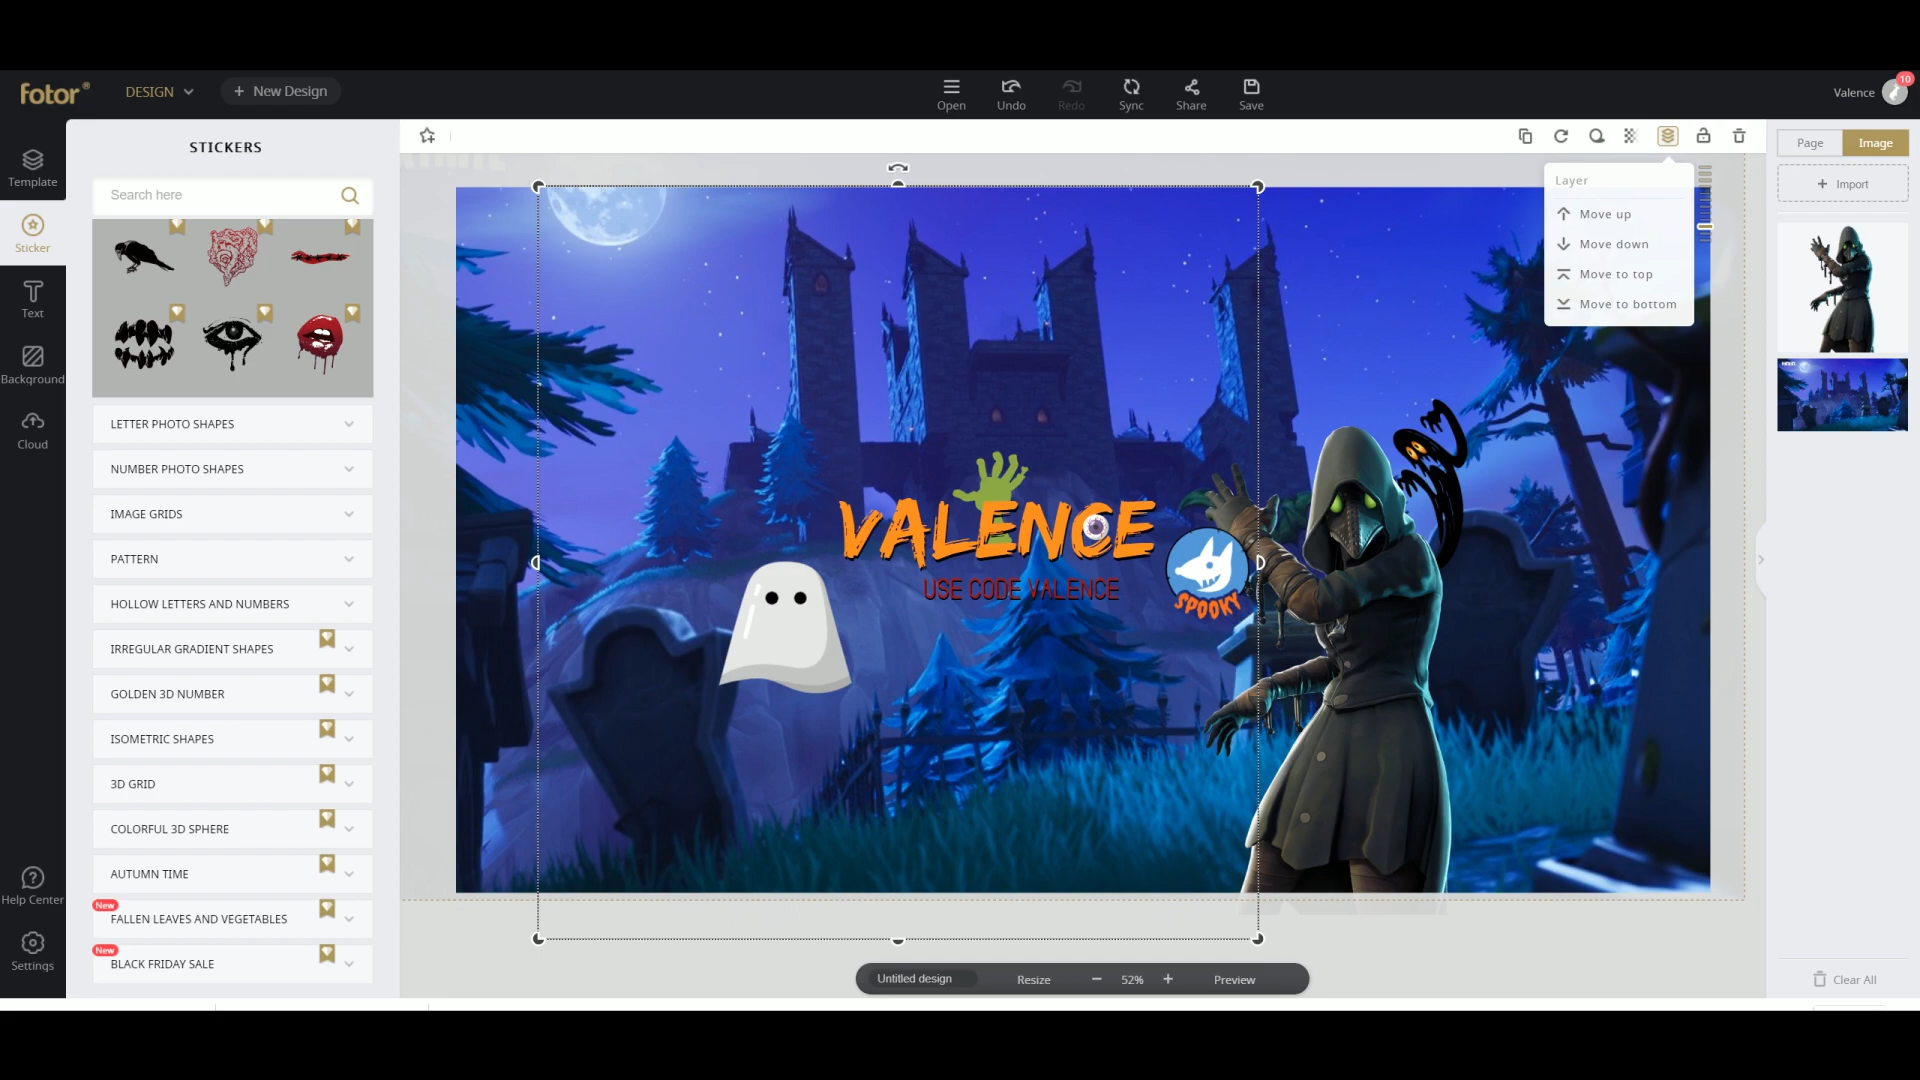 fotor®
DESIGN
+ New Design
Open
Undo
Redo
Sync
Share
Save
Valence
10
Template
Sticker
Text
Background
Cloud
Help Center
Settings
STICKERS
Search here
LETTER PHOTO SHAPES
NUMBER PHOTO SHAPES
IMAGE GRIDS
PATTERN
HOLLOW LETTERS AND NUMBERS
IRREGULAR GRADIENT SHAPES
GOLDEN 3D NUMBER
ISOMETRIC SHAPES
3D GRID
COLORFUL 3D SPHERE
AUTUMN TIME
New
FALLEN LEAVES AND VEGETABLES
New
BLACK FRIDAY SALE
VALENCE
USE CODE VALENCE
SPOOKY
Layer
Move up
Move down
Move to top
Move to bottom
Page
Image
+ Import
Clear All
Untitled design
Resize
− 52% +
Preview